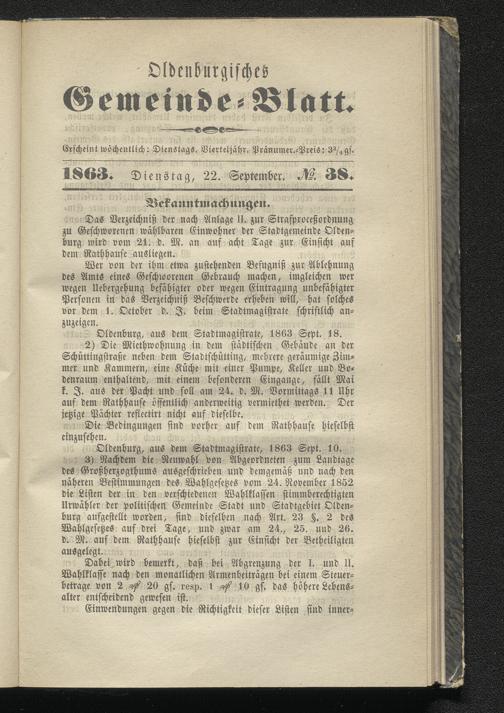 Oldenburgisches
Gemeinde-Blatt.
Erscheint wöchentlich: Dienstags. Vierteljähr. Pränumer.-Preis: 3¾ gs.
1863. Dienstag, 22. September. №. 38.
Bekanntmachungen.
Das Verzeichniß der nach Anlage II. zur Strafproceßordnung
zu Geschwornen wählbaren Einwohner der Stadtgemeinde Olden-
burg wird vom 21. d. M. an auf acht Tage zur Einsicht auf
dem Rathhause ausliegen.
Wer von der ihm etwa zustehenden Befugniß zur Ablehnung
des Amts eines Geschworenen Gebrauch machen, imgleichen wer
wegen Uebergehung befähigter oder wegen Eintragung unbefähigter
Personen in das Verzeichniß Beschwerde erheben will, hat solches
vor dem 1. October d. J. beim Stadtmagistrate schriftlich an-
zuzeigen.
Oldenburg, aus dem Stadtmagistrate, 1863 Sept. 18.
2) Die Miethwohnung in dem städtischen Gebäude an der
Schüttingstraße neben dem Stadtschütting, mehrere geräumige Zim-
mer und Kammern, eine Küche mit einer Pumpe, Keller und Bo-
denraum enthaltend, mit einem besonderen Eingange, fällt Mai
k. J. aus der Pacht und soll am 24. d. M. Vormittags 11 Uhr
auf dem Rathhause öffentlich anderweitig vermiethet werden. Der
jetzige Pächter reflectirt nicht auf dieselbe.
Die Bedingungen sind vorher auf dem Rathhause hieselbst
einzusehen.
Oldenburg, aus dem Stadtmagistrate, 1863 Sept. 10.
3) Nachdem die Neuwahl von Abgeordneten zum Landtage
des Großherzogthums ausgeschrieben und demgemäß und nach den
näheren Bestimmungen des Wahlgesetzes vom 24. November 1852
die Listen der in den verschiedenen Wahlklassen stimmberechtigten
Urwähler der politischen Gemeinde Stadt und Stadtgebiet Olden-
burg aufgestellt worden, sind dieselben nach Art. 23 §. 2 des
Wahlgesetzes auf drei Tage, und zwar am 24., 25. und 26.
d. M. auf dem Rathhause hieselbst zur Einsicht der Betheiligten
ausgelegt.
Dabei wird bemerkt, daß bei Abgrenzung der I. und II.
Wahlklasse nach den monatlichen Armenbeiträgen bei einem Steuer-
betrage von 2 ₰ 20 gs. resp. 1 ₰ 10 gs. das höhere Lebens-
alter entscheidend gewesen ist.
Einwendungen gegen die Richtigkeit dieser Listen sind inner-